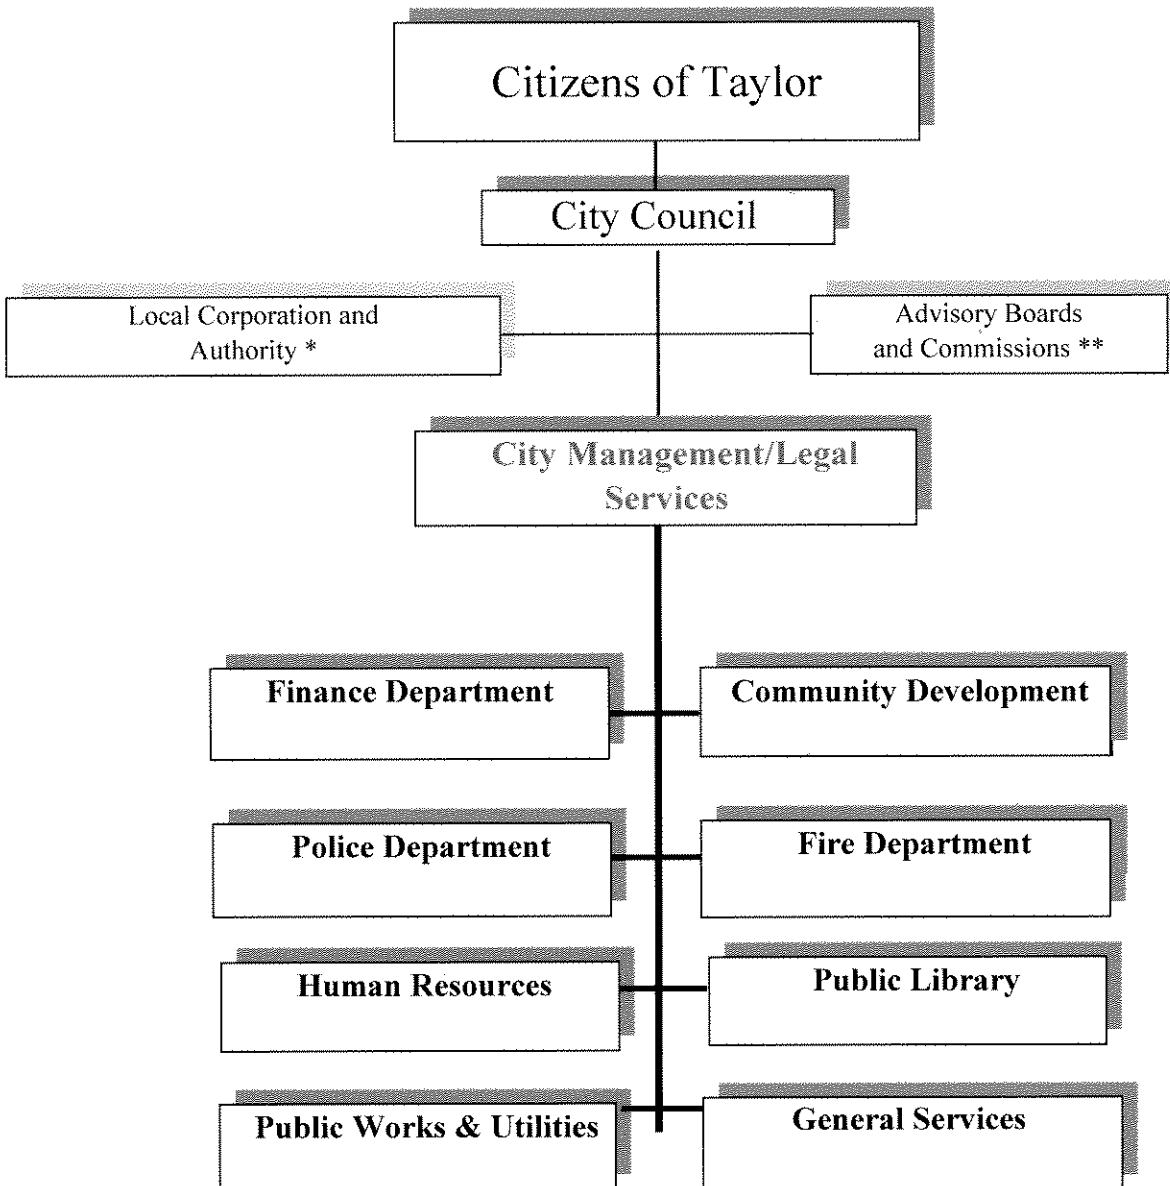 Citizens of Taylor
City Council
Local Corporation and
Authority *
Advisory Boards
and Commissions **
City Management/Legal
Services
Finance Department
Community Development
Police Department
Fire Department
Human Resources
Public Library
Public Works & Utilities
General Services